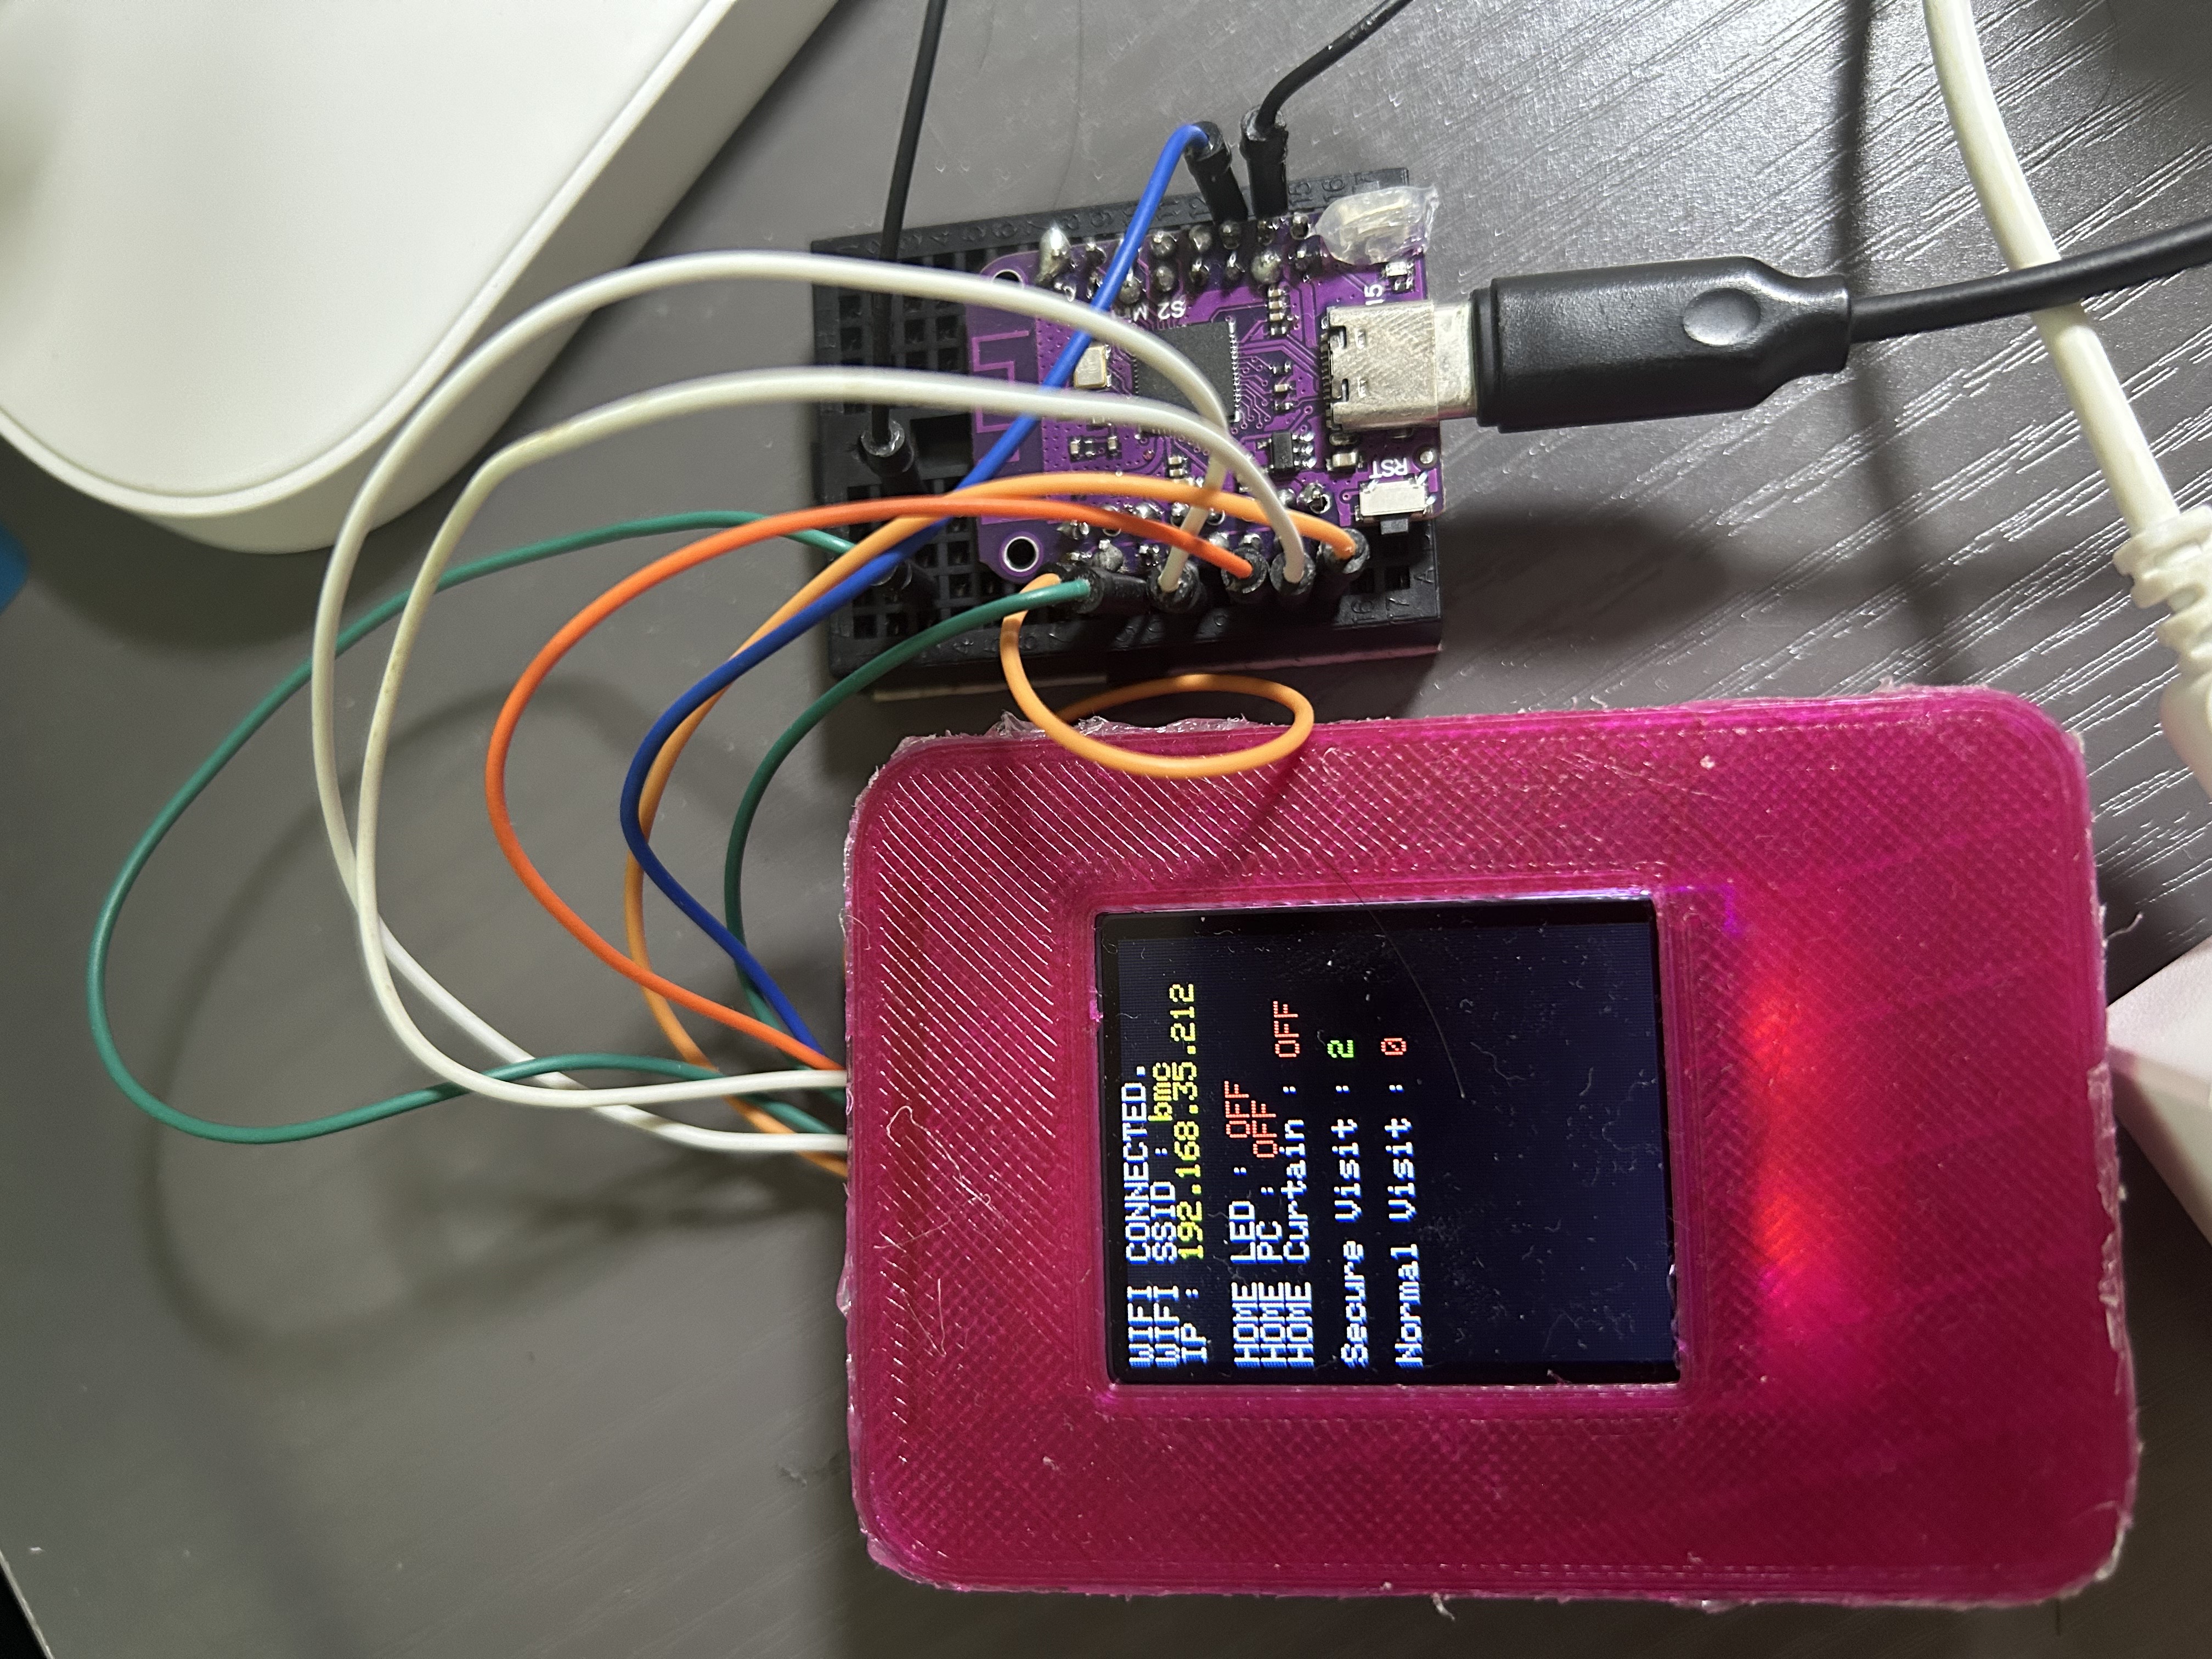 WIFI CONNECTED.
WIFI SSID : bmc
IP : 192.168.35.212
HOME LED : OFF
HOME PC : OFF
HOME Curtain : OFF
Secure Visit : 2
Normal Visit : 0
S2 M
15
16
RST
15
16
17
A